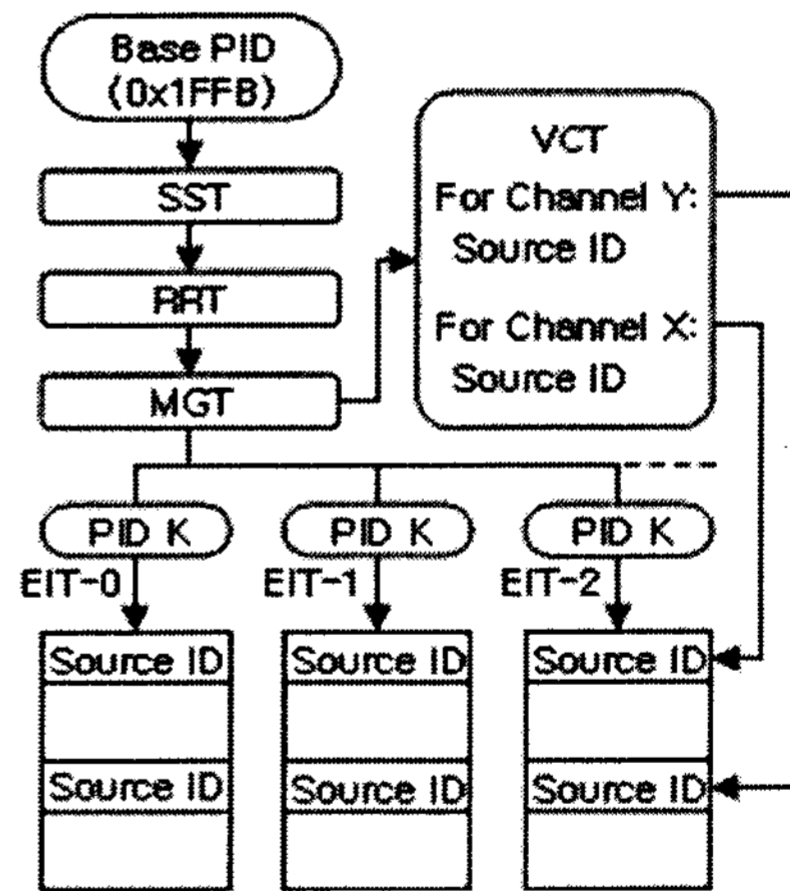 Base PID
(0x1FFB)
SST
RRT
MGT
VCT
For Channel Y:
Source ID
For Channel X:
Source ID
PID K
PID K
PID K
EIT-0
EIT-1
EIT-2
Source ID
Source ID
Source ID
Source ID
Source ID
Source ID